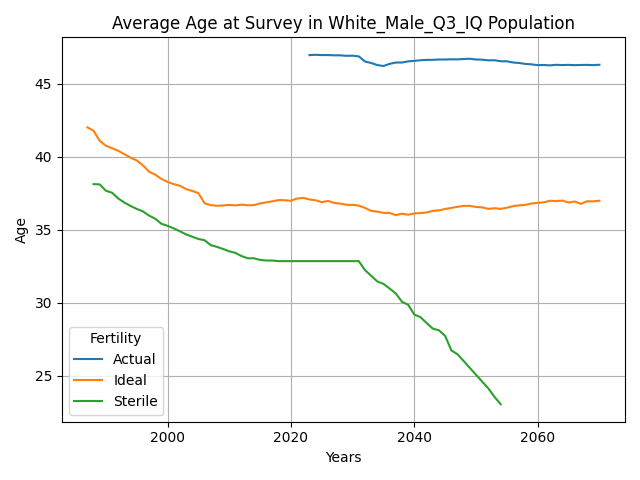 Average Age at Survey in White_Male_Q3_IQ Population
45
40
35
30
25
Age
Fertility
Actual
Ideal
Sterile
2000
2020
2040
2060
Years